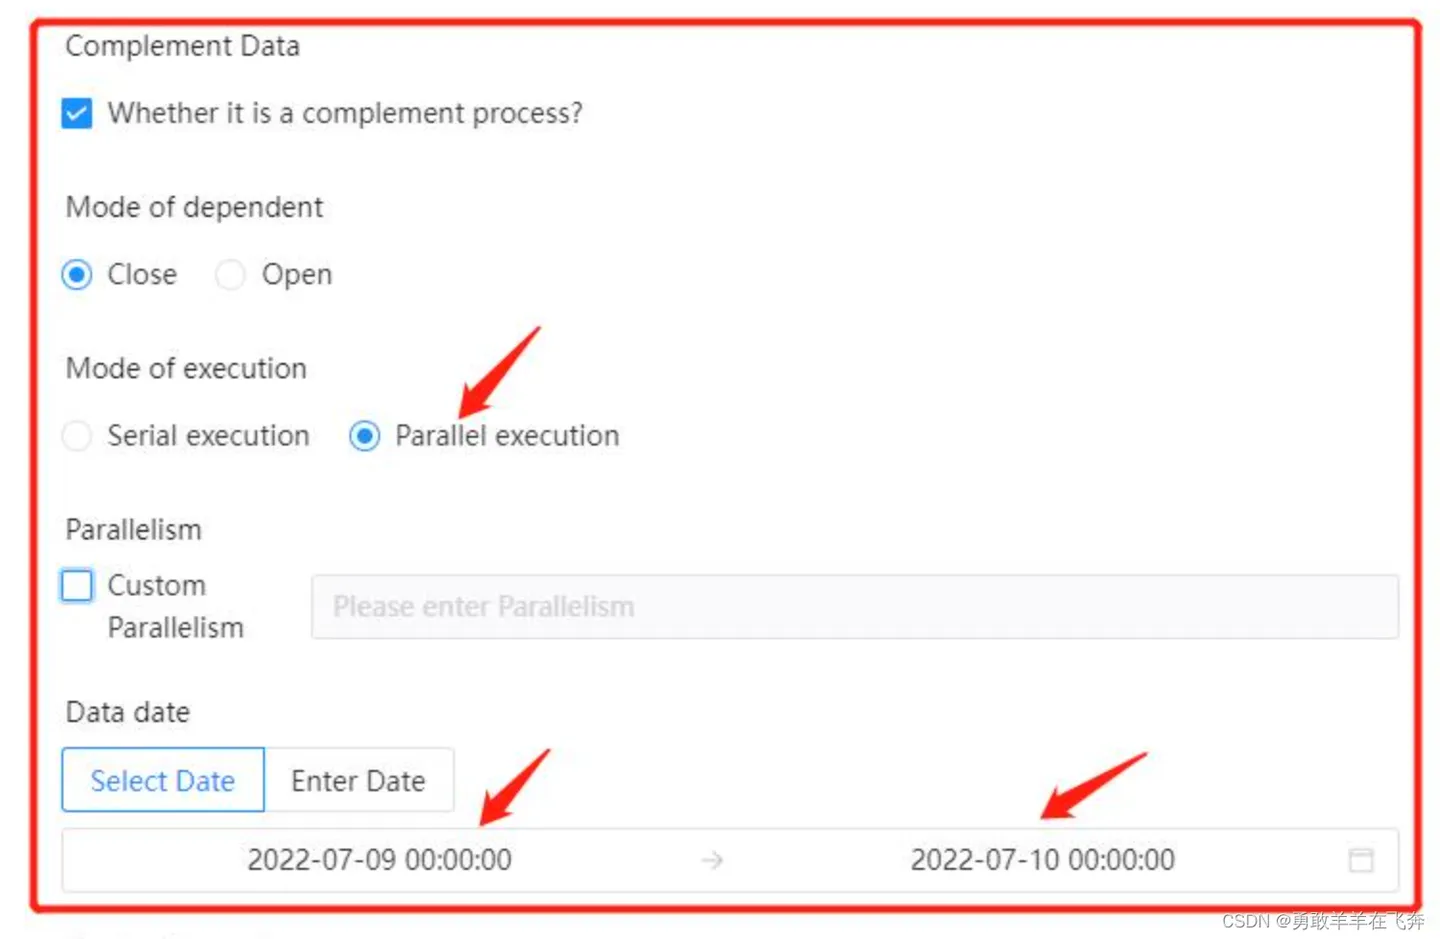 Complement Data
Whether it is a complement process?
Mode of dependent
Close Open
Mode of execution
Serial execution Parallel execution
Parallelism
Custom
Parallelism
Please enter Parallelism
Data date
Select Date Enter Date
2022-07-09 00:00:00 → 2022-07-10 00:00:00
CSDN @勇敢羊羊在飞奔